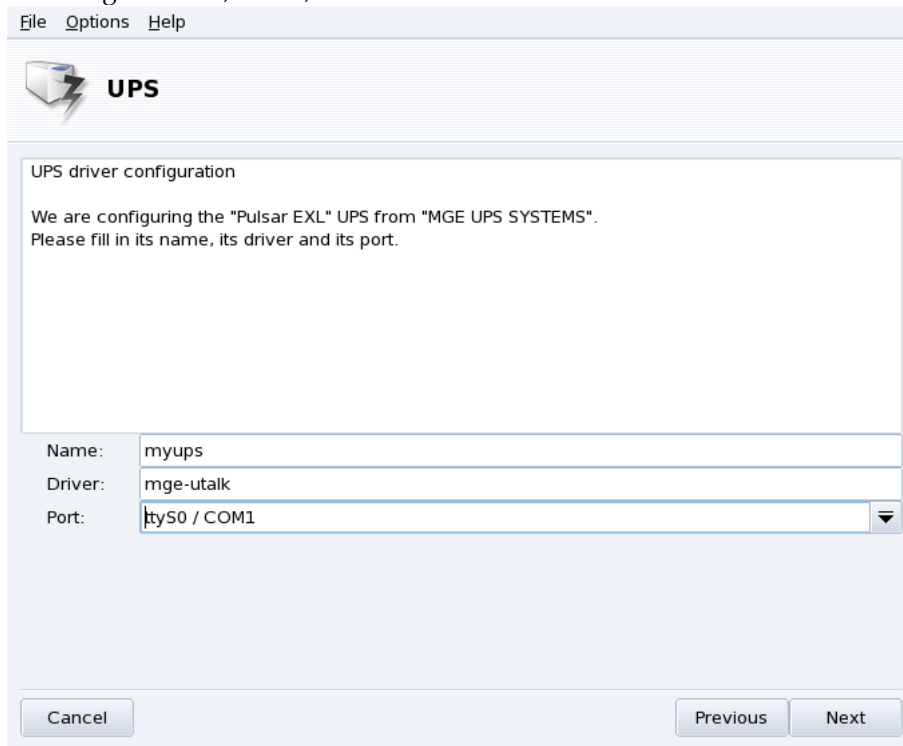 File Options Help
UPS
UPS driver configuration
We are configuring the "Pulsar EXL" UPS from "MGE UPS SYSTEMS".
Please fill in its name, its driver and its port.
Name: myups
Driver: mge-utalk
Port: ttyS0 / COM1
Cancel Previous Next